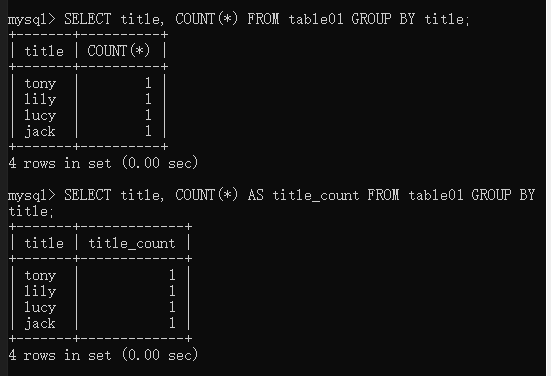 mysql> SELECT title, COUNT(*) FROM table01 GROUP BY title;
+-------+----------+
| title | COUNT(*) |
+-------+----------+
| tony  |        1 |
| lily  |        1 |
| lucy  |        1 |
| jack  |        1 |
+-------+----------+
4 rows in set (0.00 sec)
mysql> SELECT title, COUNT(*) AS title_count FROM table01 GROUP BY
title;
+-------+-------------+
| title | title_count |
+-------+-------------+
| tony  |           1 |
| lily  |           1 |
| lucy  |           1 |
| jack  |           1 |
+-------+-------------+
4 rows in set (0.00 sec)